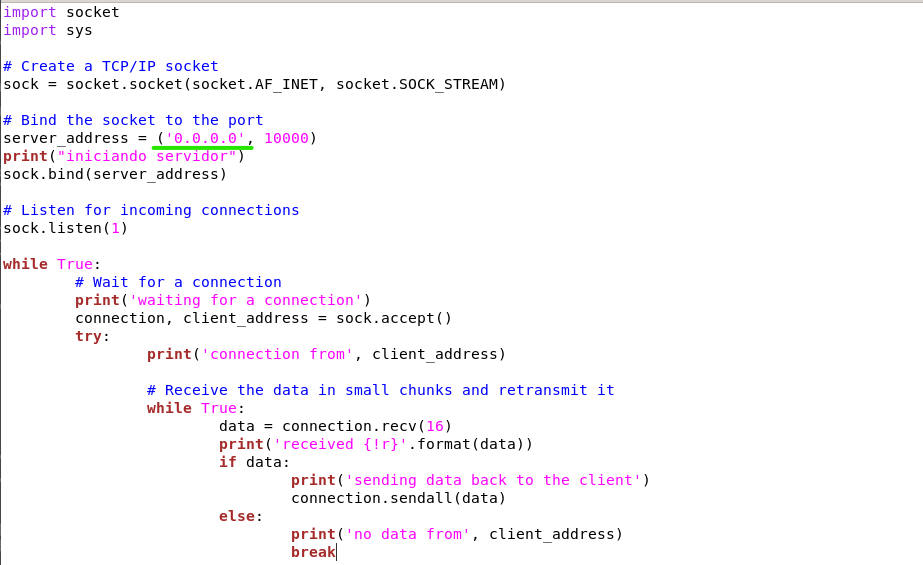 import socket
import sys
# Create a TCP/IP socket
sock = socket.socket(socket.AF_INET, socket.SOCK_STREAM)
# Bind the socket to the port
server_address = ('0.0.0.0', 10000)
print("iniciando servidor")
sock.bind(server_address)
# Listen for incoming connections
sock.listen(1)
while True:
        # Wait for a connection
        print('waiting for a connection')
        connection, client_address = sock.accept()
        try:
                print('connection from', client_address)
                # Receive the data in small chunks and retransmit it
                while True:
                        data = connection.recv(16)
                        print('received {!r}'.format(data))
                        if data:
                                print('sending data back to the client')
                                connection.sendall(data)
                        else:
                                print('no data from', client_address)
                                break